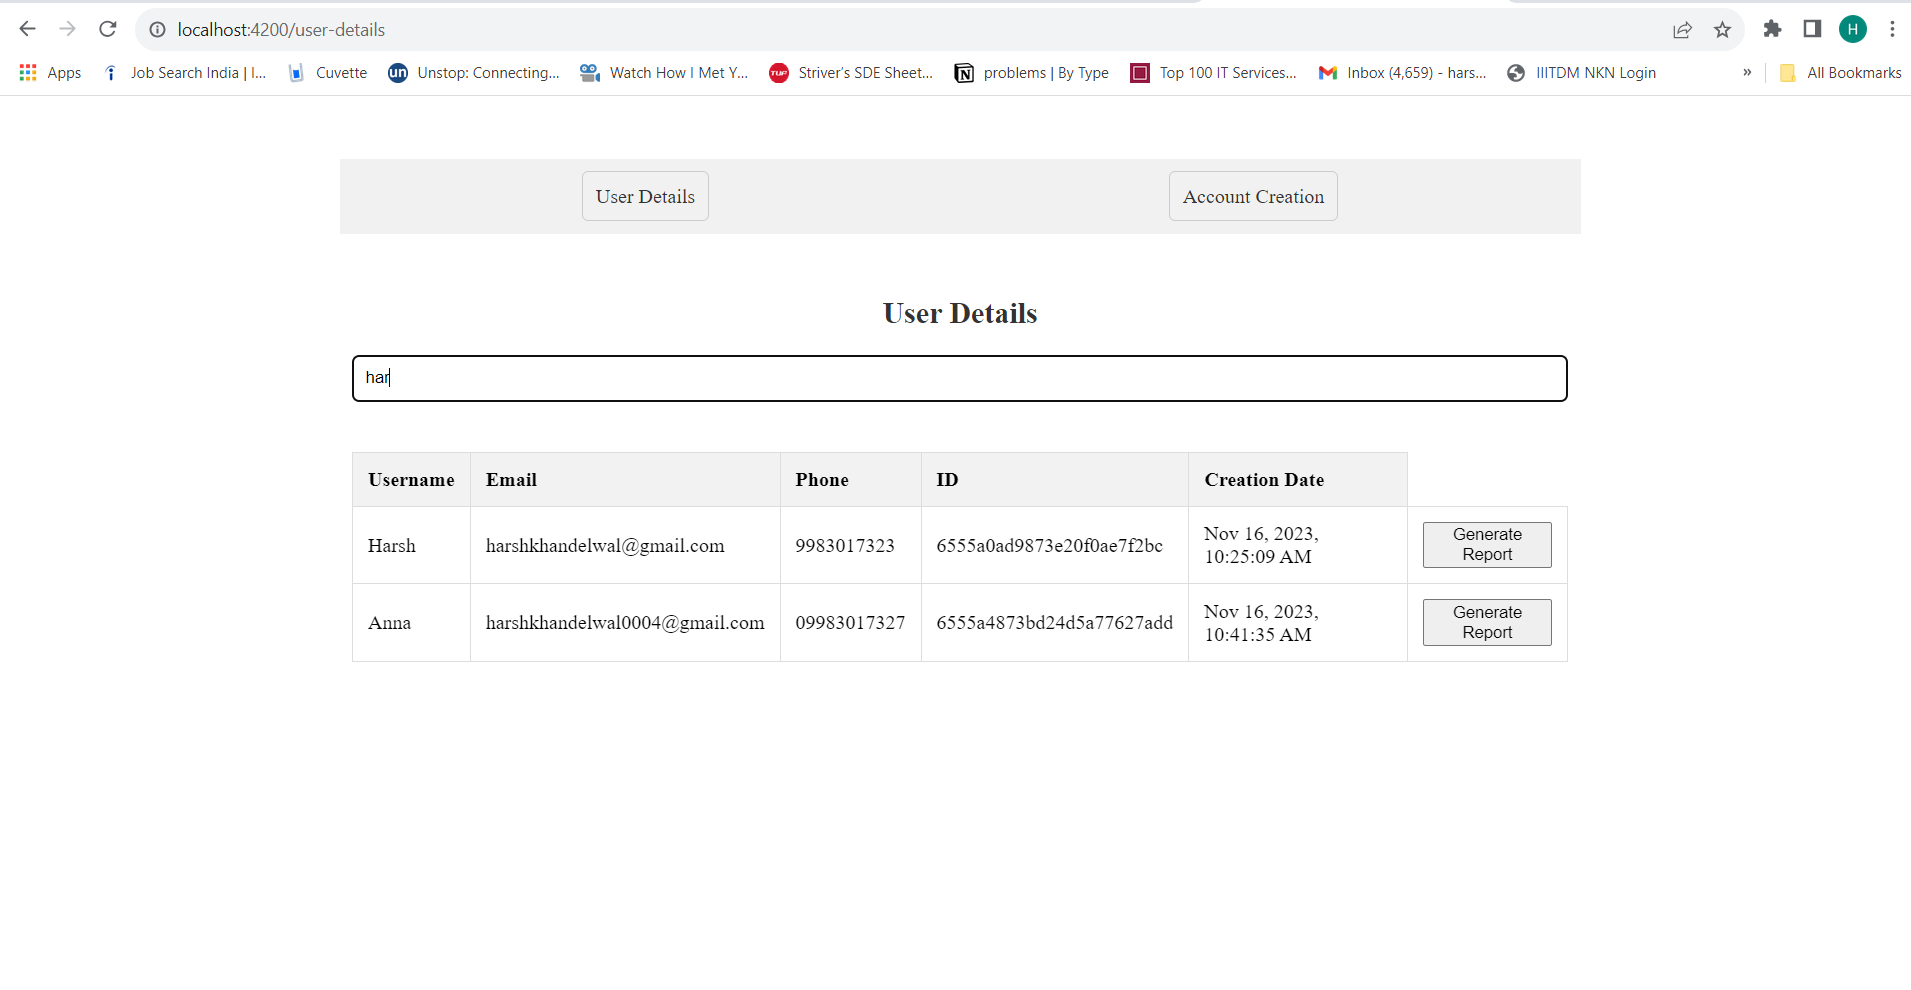 localhost:4200/user-details
H
Apps
Job Search India | I...
Cuvette
un
Unstop: Connecting...
Watch How I Met Y...
TUF
Striver's SDE Sheet...
problems | By Type
Top 100 IT Services...
Inbox (4,659) - hars...
IIITDM NKN Login
»
All Bookmarks
User Details
Account Creation
User Details
har
Username Email Phone ID Creation Date
Harsh harshkhandelwal@gmail.com 9983017323 6555a0ad9873e20f0ae7f2bc Nov 16, 2023,
10:25:09 AM
Generate
Report
Anna harshkhandelwal0004@gmail.com 09983017327 6555a4873bd24d5a77627add Nov 16, 2023,
10:41:35 AM
Generate
Report